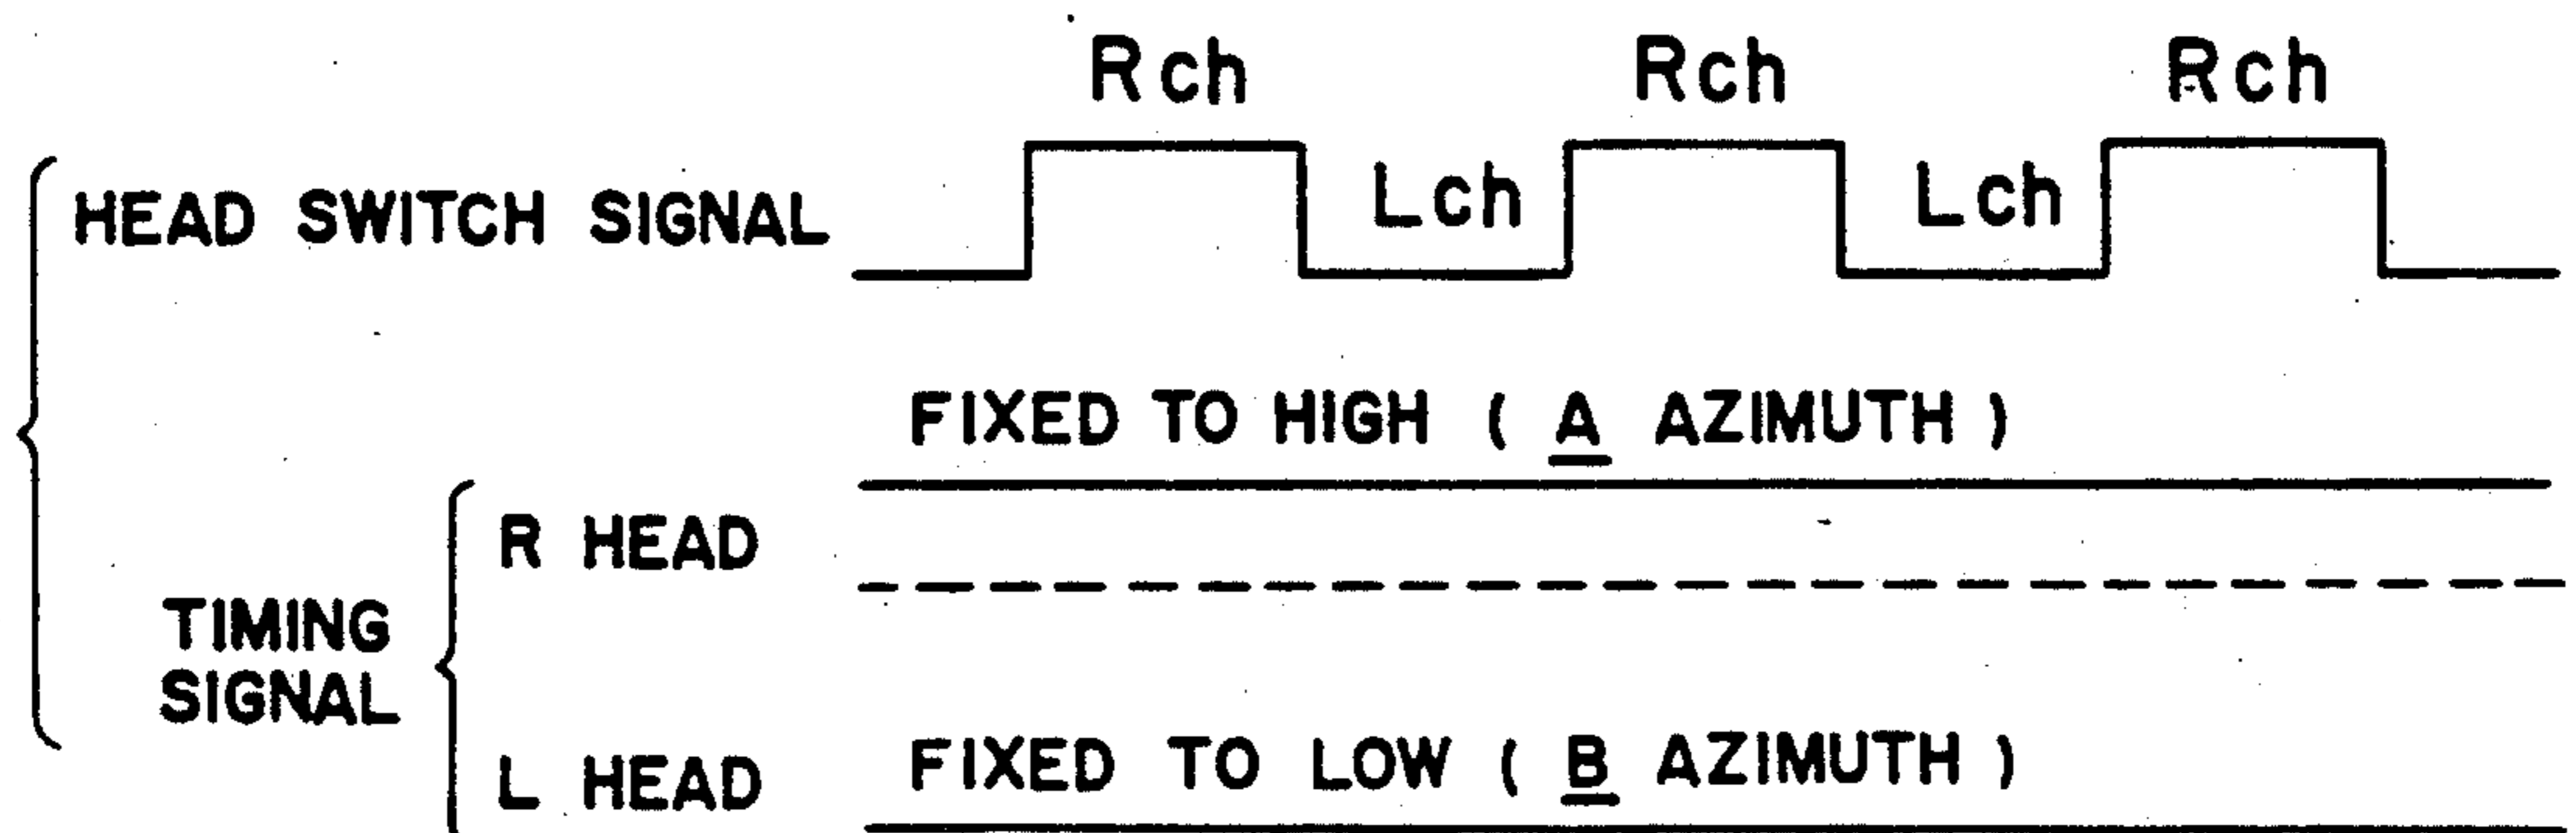 Rch Rch Rch
HEAD SWITCH SIGNAL Lch Lch
FIXED TO HIGH ( A AZIMUTH )
R HEAD
TIMING
SIGNAL
L HEAD FIXED TO LOW ( B AZIMUTH )